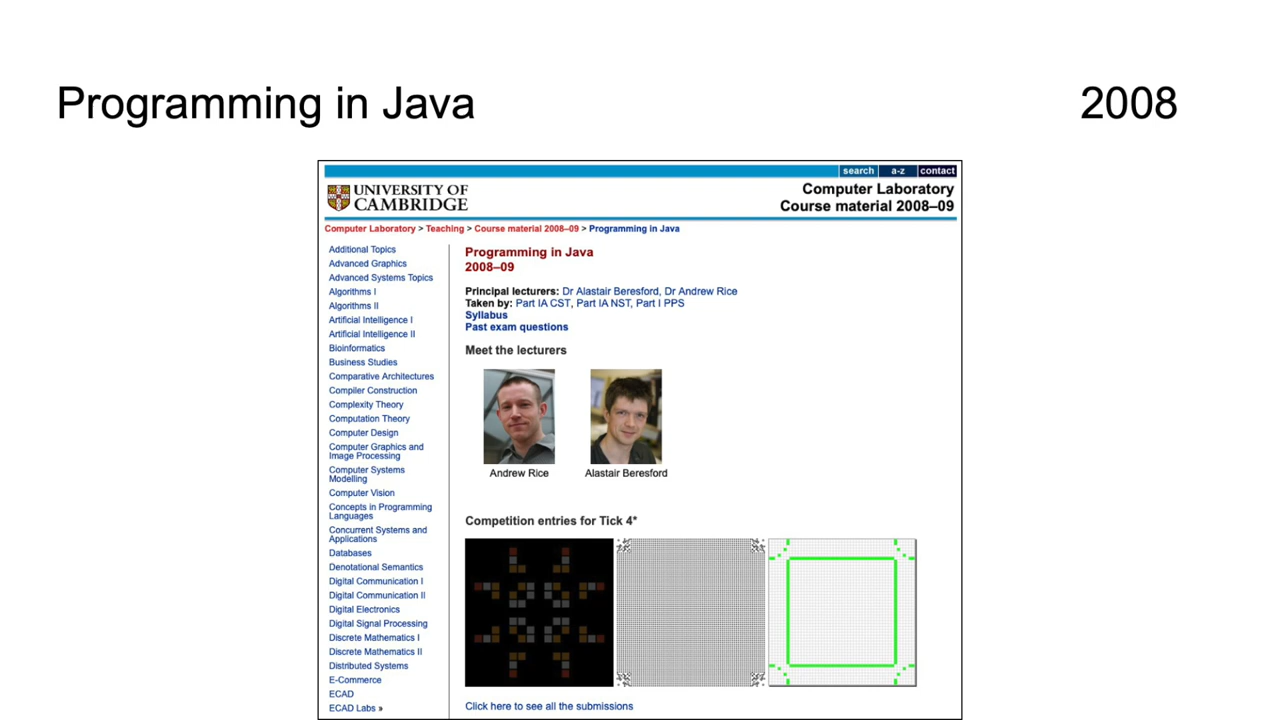 Programming in Java
2008
search
a-z
contact
UNIVERSITY OF
CAMBRIDGE
Computer Laboratory
Course material 2008–09
Computer Laboratory > Teaching > Course material 2008–09 > Programming in Java
Additional Topics
Advanced Graphics
Advanced Systems Topics
Algorithms I
Algorithms II
Artificial Intelligence I
Artificial Intelligence II
Bioinformatics
Business Studies
Comparative Architectures
Compiler Construction
Complexity Theory
Computation Theory
Computer Design
Computer Graphics and
Image Processing
Computer Systems
Modelling
Computer Vision
Concepts in Programming
Languages
Concurrent Systems and
Applications
Databases
Denotational Semantics
Digital Communication I
Digital Communication II
Digital Electronics
Digital Signal Processing
Discrete Mathematics I
Discrete Mathematics II
Distributed Systems
E-Commerce
ECAD
ECAD Labs »
Programming in Java
2008–09
Principal lecturers: Dr Alastair Beresford, Dr Andrew Rice
Taken by: Part IA CST, Part IA NST, Part I PPS
Syllabus
Past exam questions
Meet the lecturers
Andrew Rice
Alastair Beresford
Competition entries for Tick 4*
Click here to see all the submissions